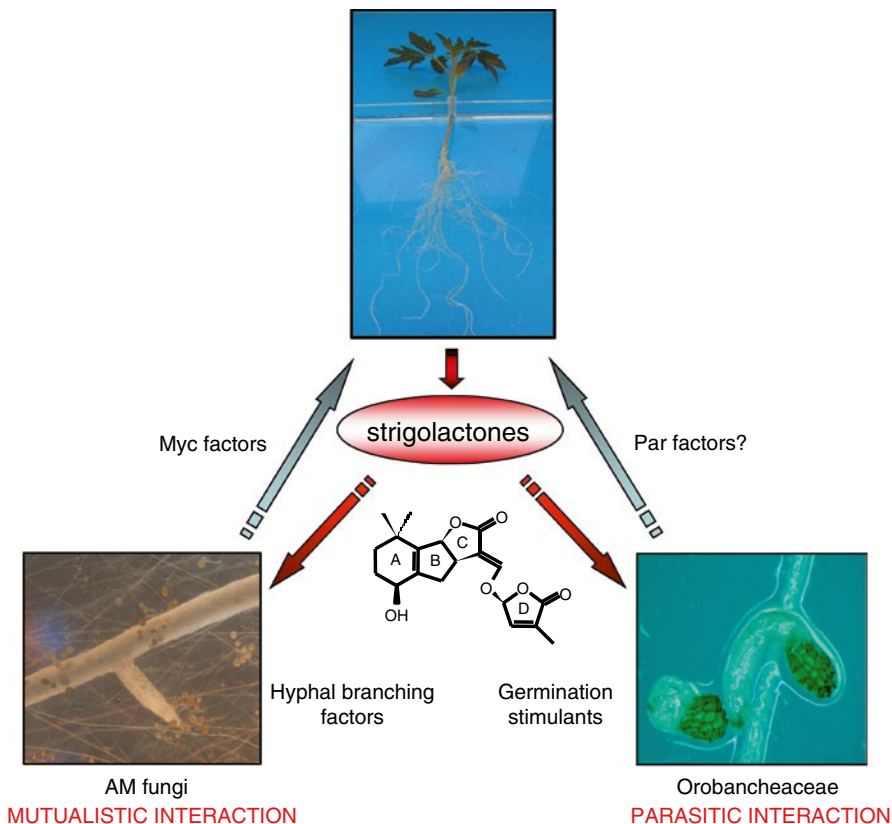 strigolactones
Myc factors
Par factors?
O
O
A
B
C
O
O
O
D
OH
Hyphal branching
factors
Germination
stimulants
AM fungi
MUTUALISTIC INTERACTION
Orobancheaceae
PARASITIC INTERACTION